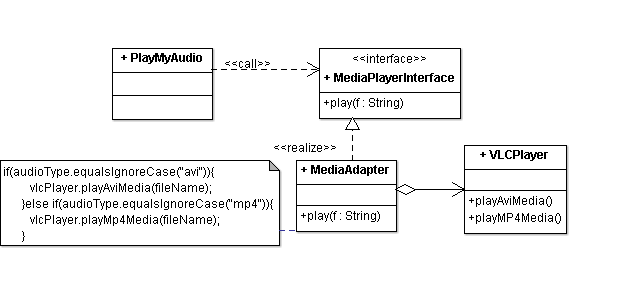 + PlayMyAudio
<<call>>
<<interface>>
+ MediaPlayerInterface
+play(f : String)
<<realize>>
if(audioType.equalsIgnoreCase("avi")){
vlcPlayer.playAviMedia(fileName);
}else if(audioType.equalsIgnoreCase("mp4")){
vlcPlayer.playMp4Media(fileName);
}
+ MediaAdapter
+play(f : String)
+ VLCPlayer
+playAviMedia()
+playMP4Media()